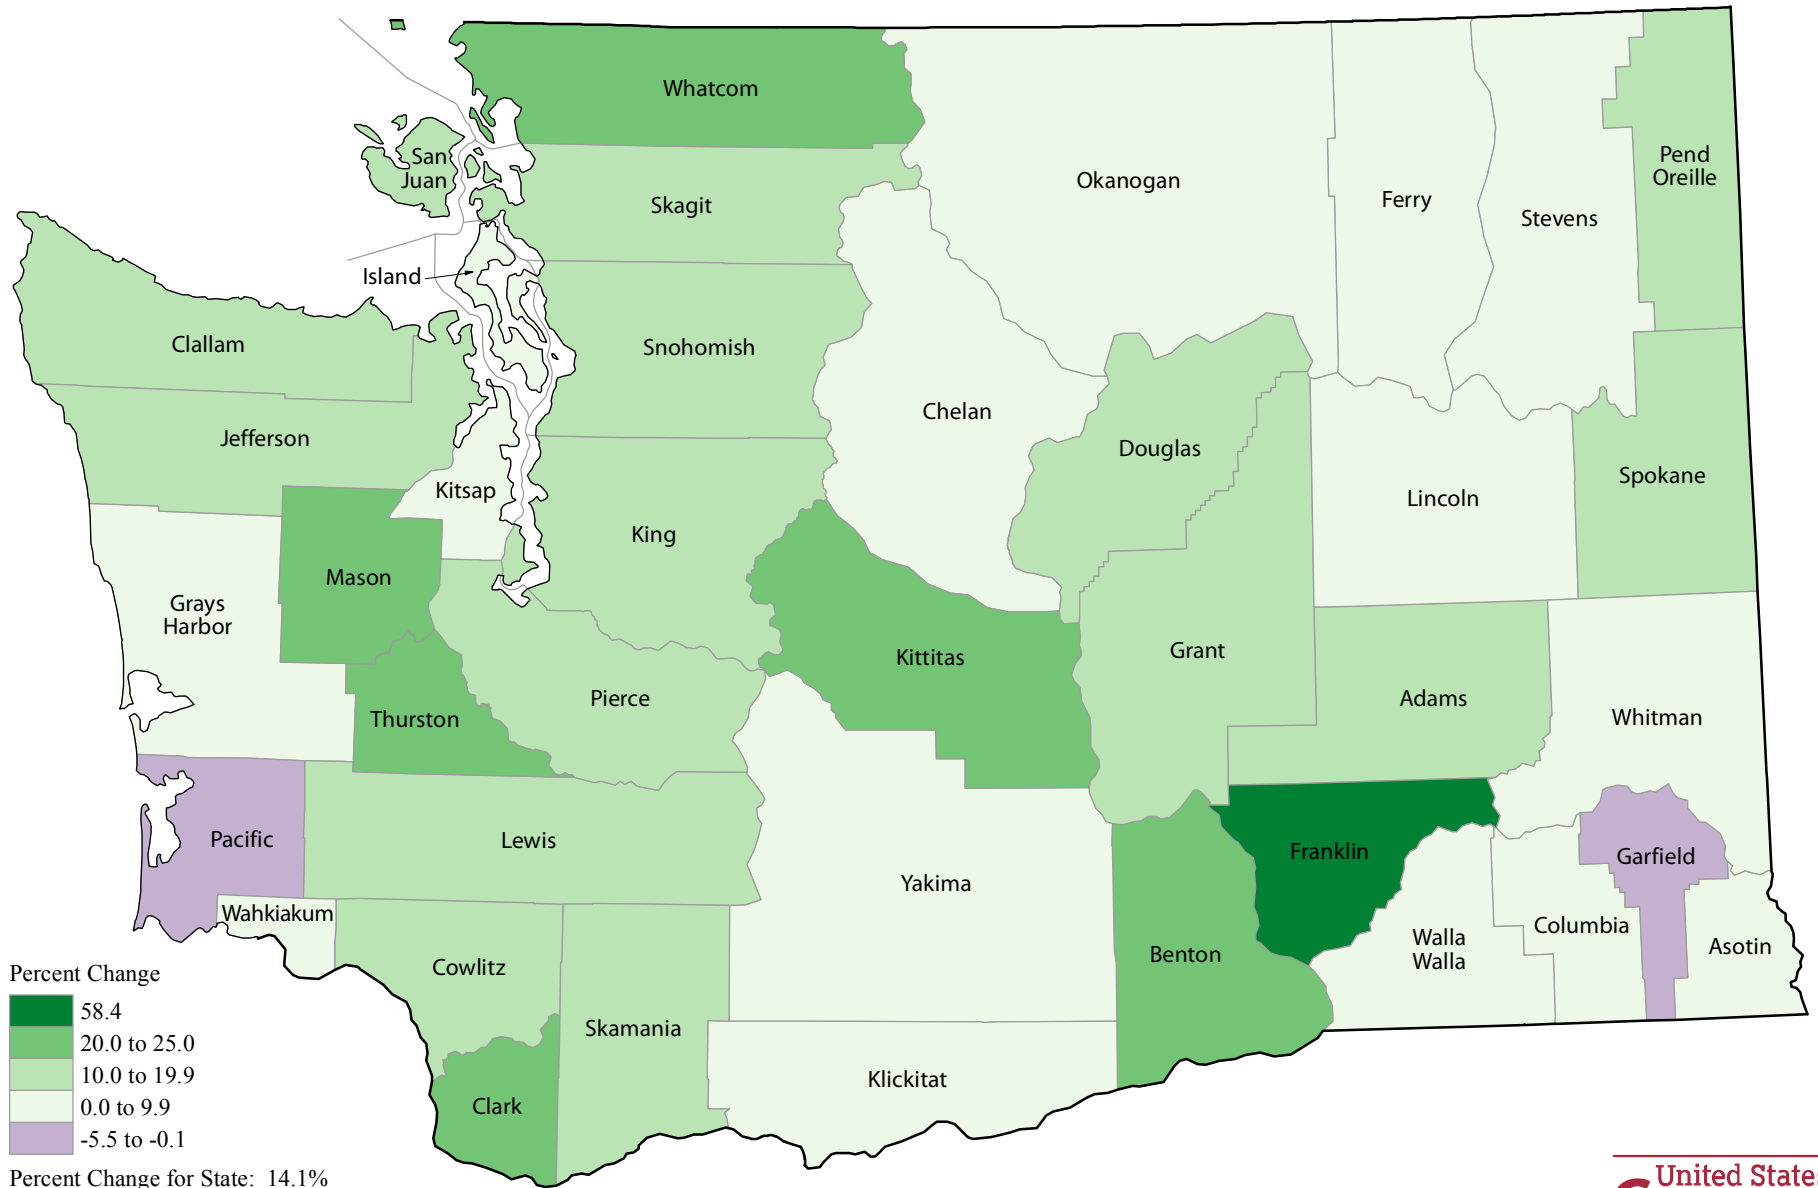 Whatcom
San
Juan
Skagit
Okanogan
Ferry
Stevens
Pend
Oreille
Island
Clallam
Snohomish
Chelan
Jefferson
Douglas
Kitsap
Lincoln
Spokane
King
Mason
Grays
Harbor
Kittitas
Grant
Pierce
Adams
Thurston
Whitman
Pacific
Lewis
Franklin
Garfield
Yakima
Wahkiakum
Columbia
Walla
Walla
Asotin
Benton
Cowlitz
Skamania
Klickitat
Clark
Percent Change
58.4
20.0 to 25.0
10.0 to 19.9
0.0 to 9.9
-5.5 to -0.1
Percent Change for State: 14.1%
United State